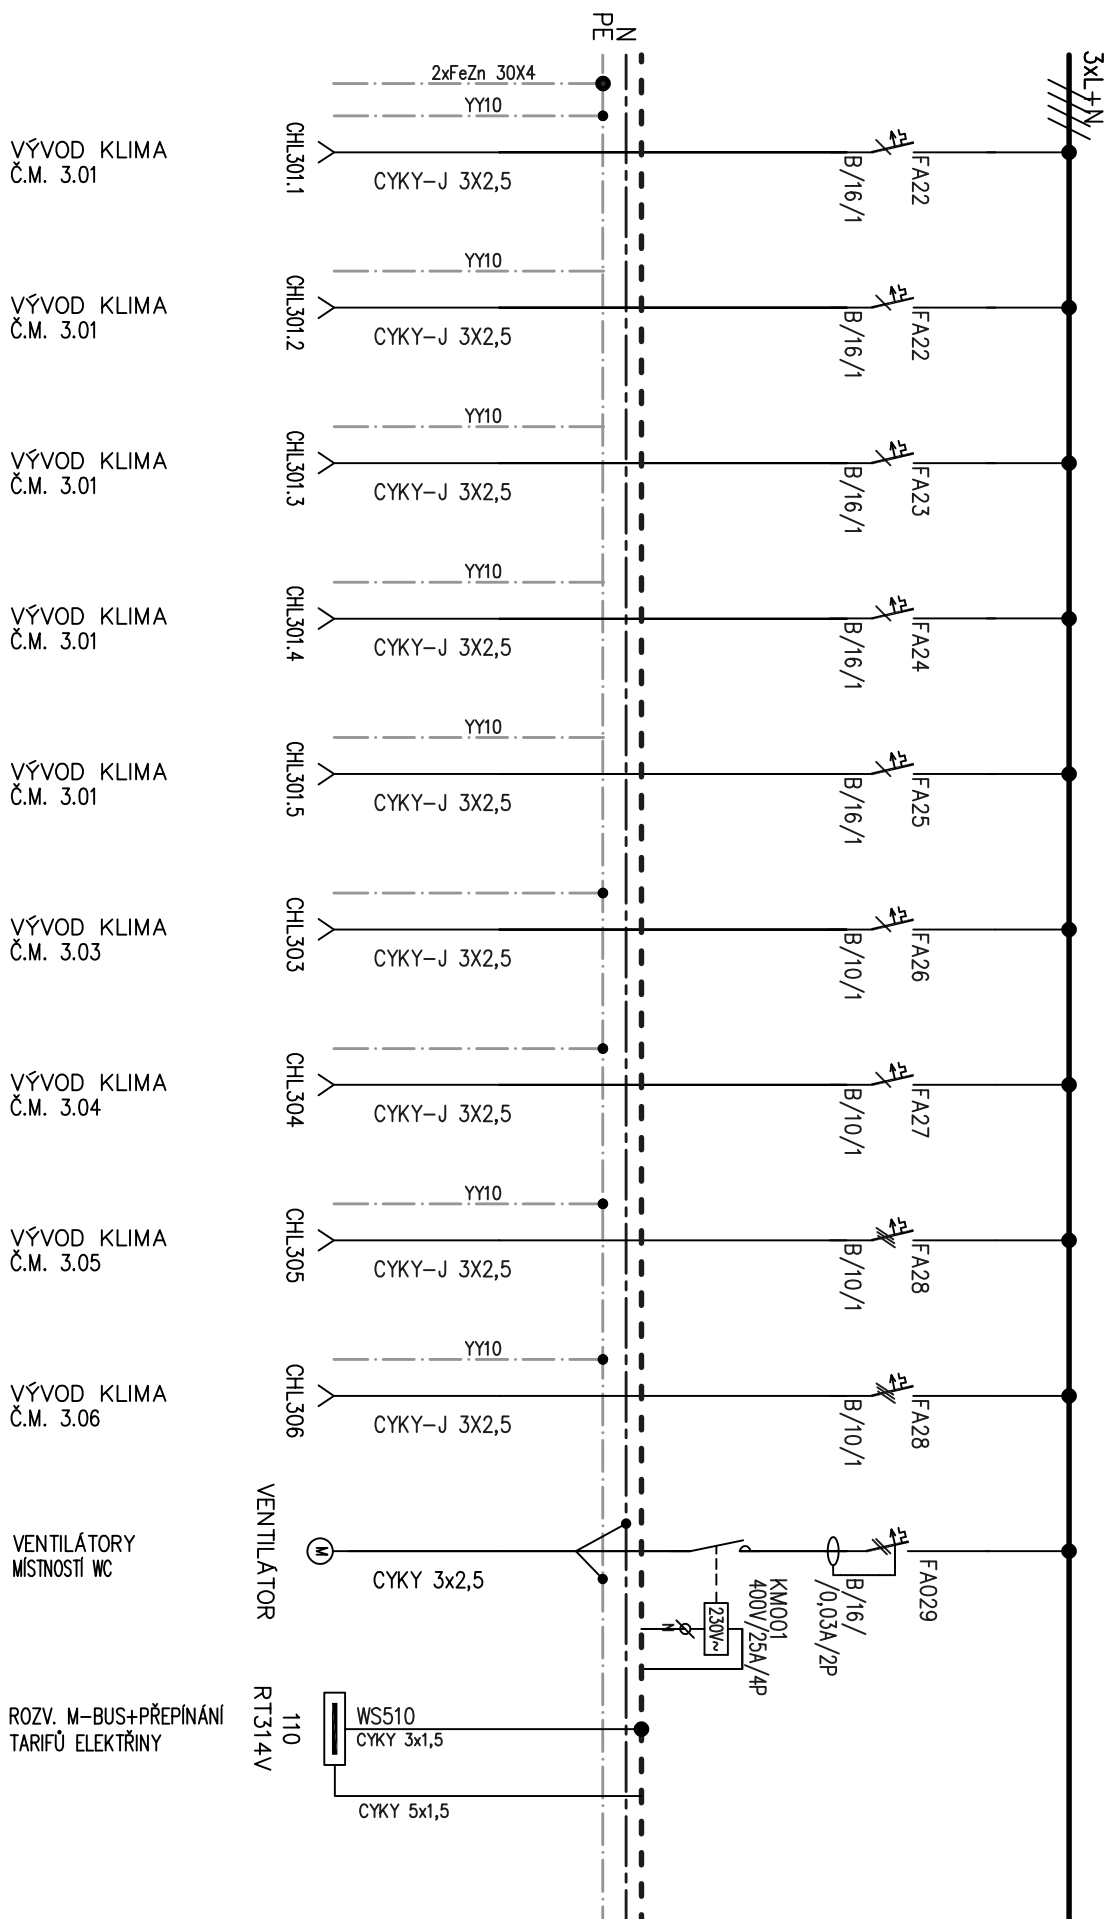 PE
N
3xL+N
2xFeZn 30X4
YY10
VÝVOD KLIMA
Č.M. 3.01
CHL301.1
CYKY-J 3X2,5
B/16/1
FA22
YY10
VÝVOD KLIMA
Č.M. 3.01
CHL301.2
CYKY-J 3X2,5
B/16/1
FA22
YY10
VÝVOD KLIMA
Č.M. 3.01
CHL301.3
CYKY-J 3X2,5
B/16/1
FA23
YY10
VÝVOD KLIMA
Č.M. 3.01
CHL301.4
CYKY-J 3X2,5
B/16/1
FA24
YY10
VÝVOD KLIMA
Č.M. 3.01
CHL301.5
CYKY-J 3X2,5
B/16/1
FA25
VÝVOD KLIMA
Č.M. 3.03
CHL303
CYKY-J 3X2,5
B/10/1
FA26
VÝVOD KLIMA
Č.M. 3.04
CHL304
CYKY-J 3X2,5
B/10/1
FA27
YY10
VÝVOD KLIMA
Č.M. 3.05
CHL305
CYKY-J 3X2,5
B/10/1
FA28
YY10
VÝVOD KLIMA
Č.M. 3.06
CHL306
CYKY-J 3X2,5
B/10/1
FA28
VENTILÁTORY
MÍSTNOSTÍ WC
VENTILÁTOR
M
CYKY 3x2,5
N
230V~
KM001
400V/25A/4P
B/16/
/0,03A/2P
FA029
ROZV. M-BUS+PŘEPÍNÁNÍ
TARIFŮ ELEKTŘINY
110
RT314V
WS510
CYKY 3x1,5
CYKY 5x1,5